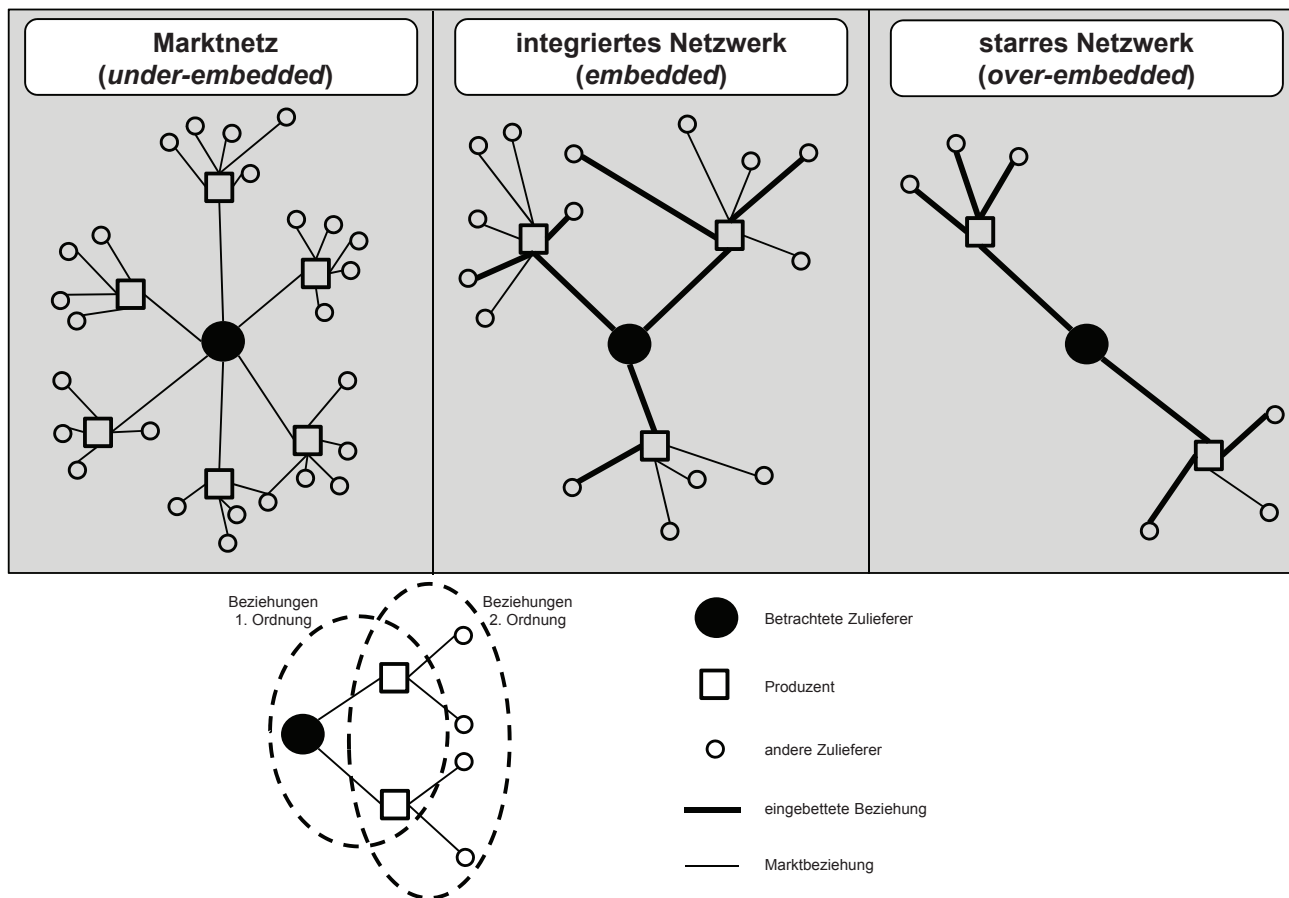 Marktnetz
(under-embedded)
integriertes Netzwerk
(embedded)
starres Netzwerk
(over-embedded)
Beziehungen
1. Ordnung
Beziehungen
2. Ordnung
Betrachtete Zulieferer
Produzent
andere Zulieferer
eingebettete Beziehung
Marktbeziehung